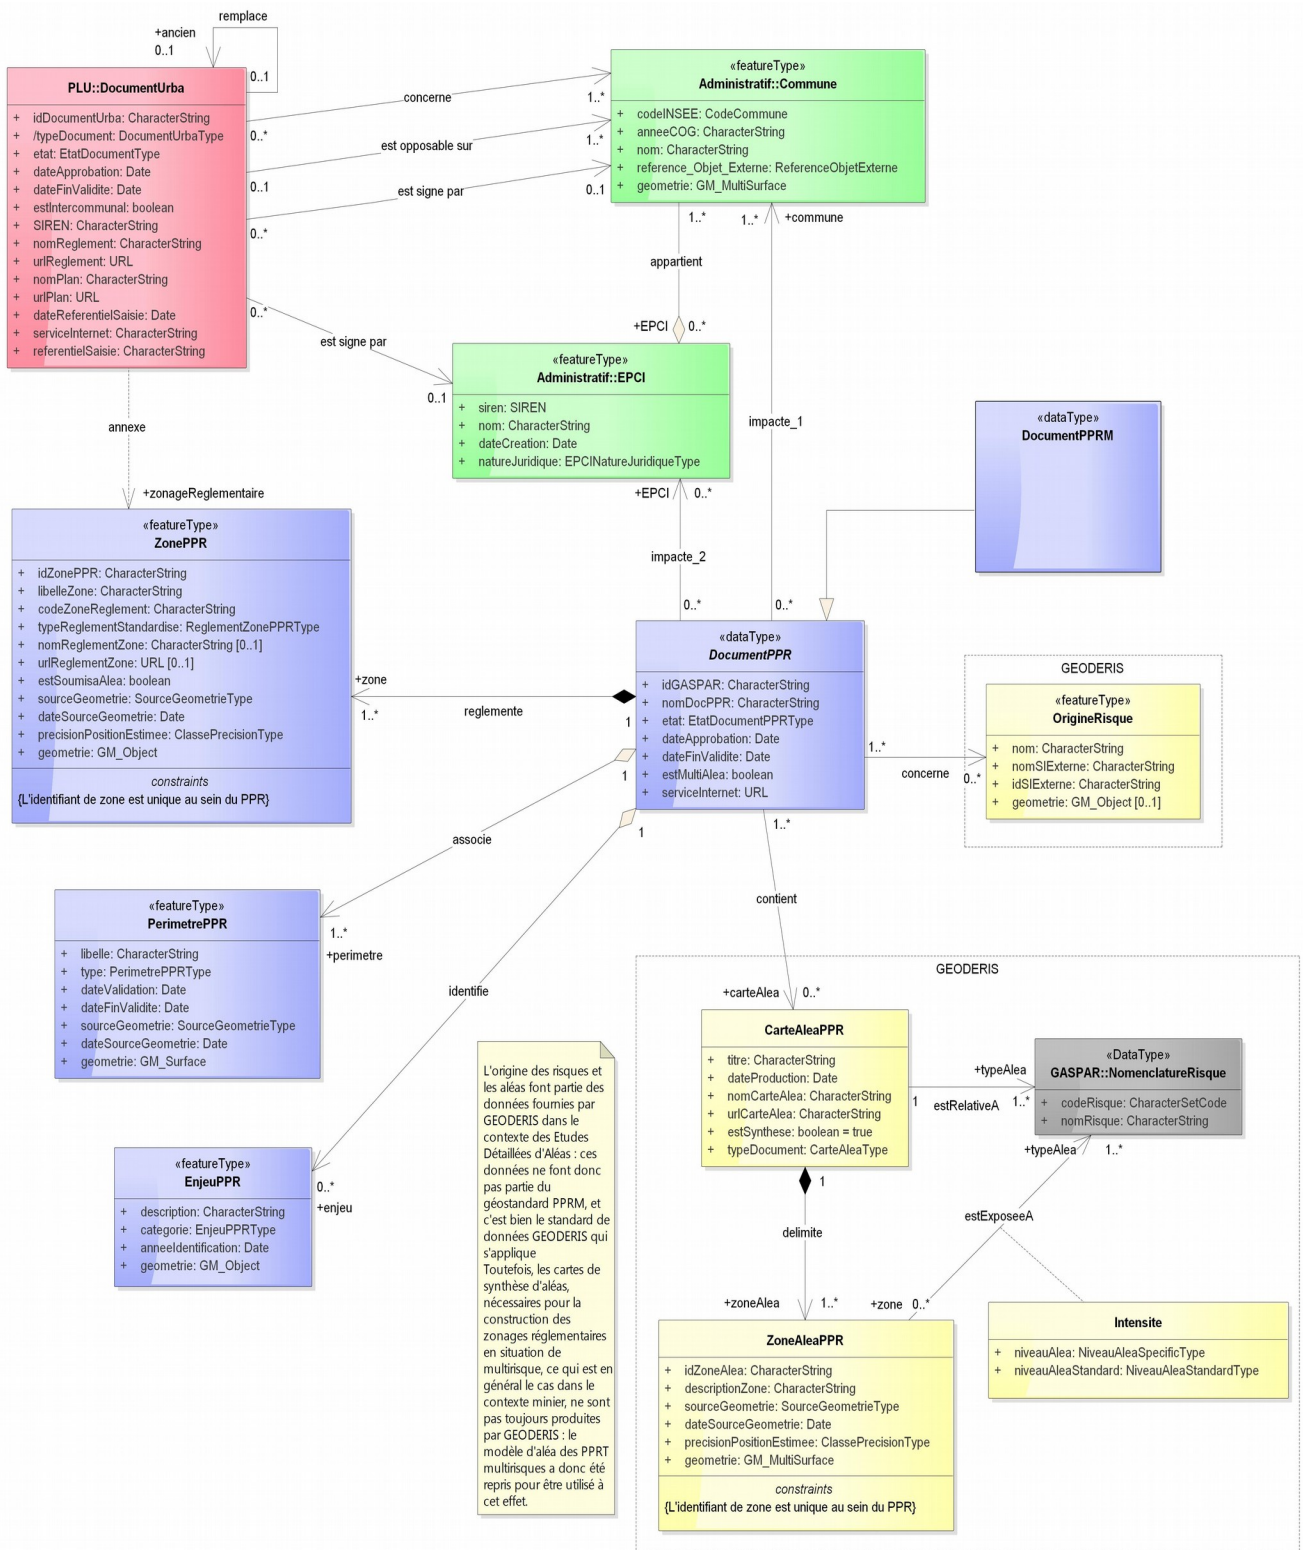 remplace
+ancien
0..1
0..1
PLU::DocumentUrba
+ idDocumentUrba: CharacterString
+ /typeDocument: DocumentUrbaType
+ etat: EtatDocumentType
+ dateApprobation: Date
+ dateFinValidite: Date
+ estIntercommunal: boolean
+ SIREN: CharacterString
+ nomReglement: CharacterString
+ urlReglement: URL
+ nomPlan: CharacterString
+ urlPlan: URL
+ dateReferentielSaisie: Date
+ serviceInternet: CharacterString
+ referentielSaisie: CharacterString
concerne
0..*
1..*
est opposable sur
0..1
1..*
est signe par
0..*
0..1
«featureType»
Administratif::Commune
+ codeINSEE: CodeCommune
+ anneeCOG: CharacterString
+ nom: CharacterString
+ reference_Objet_Externe: ReferenceObjetExterne
+ geometrie: GM_MultiSurface
1..*
1..*
+commune
appartient
+EPCI
0..*
0..*
est signe par
0..1
«featureType»
Administratif::EPCI
+ siren: SIREN
+ nom: CharacterString
+ dateCreation: Date
+ natureJuridique: EPCINatureJuridiqueType
+EPCI
0..*
impacte_1
impacte_2
0..*
0..*
«dataType»
DocumentPPRM
annexe
+zonageReglementaire
«featureType»
ZonePPR
+ idZonePPR: CharacterString
+ libelleZone: CharacterString
+ codeZoneReglement: CharacterString
+ typeReglementStandardise: ReglementZonePPRType
+ nomReglementZone: CharacterString [0..1]
+ urlReglementZone: URL [0..1]
+ estSoumisaAlea: boolean
+ sourceGeometrie: SourceGeometrieType
+ dateSourceGeometrie: Date
+ precisionPositionEstimee: ClassePrecisionType
+ geometrie: GM_Object
constraints
{L'identifiant de zone est unique au sein du PPR}
+zone
1..*
reglemente
1
«dataType»
DocumentPPR
+ idGASPAR: CharacterString
+ nomDocPPR: CharacterString
+ etat: EtatDocumentPPRType
+ dateApprobation: Date
+ dateFinValidite: Date
+ estMultiAlea: boolean
+ serviceInternet: URL
1..*
concerne
0..*
GEODERIS
«featureType»
OrigineRisque
+ nom: CharacterString
+ nomSIExterne: CharacterString
+ idSIExterne: CharacterString
+ geometrie: GM_Object [0..1]
1
associe
1
1..*
contient
«featureType»
PerimetrePPR
+ libelle: CharacterString
+ type: PerimetrePPRType
+ dateValidation: Date
+ dateFinValidite: Date
+ sourceGeometrie: SourceGeometrieType
+ dateSourceGeometrie: Date
+ geometrie: GM_Surface
1..*
+perimetre
identifie
«featureType»
EnjeuPPR
+ description: CharacterString
+ categorie: EnjeuPPRType
+ anneeIdentification: Date
+ geometrie: GM_Object
0..*
+enjeu
L'origine des risques et
les aléas font partie des
données fournies par
GEODERIS dans le
contexte des Etudes
Détaillées d'Aléas : ces
données ne font donc
pas partie du
géostandard PPRM, et
c'est bien le standard de
données GEODERIS qui
s'applique
Toutefois, les cartes de
synthèse d'aléas,
nécessaires pour la
construction des
zonages réglementaires
en situation de
multirisque, ce qui est en
général le cas dans le
contexte minier, ne sont
pas toujours produites
par GEODERIS : le
modèle d'aléa des PPRT
multirisques a donc été
repris pour être utilisé à
cet effet.
GEODERIS
+carteAlea
0..*
CarteAleaPPR
+ titre: CharacterString
+ dateProduction: Date
+ nomCarteAlea: CharacterString
+ urlCarteAlea: CharacterString
+ estSynthese: boolean = true
+ typeDocument: CarteAleaType
+typeAlea
1
estRelativeA
1..*
«DataType»
GASPAR::NomenclatureRisque
+ codeRisque: CharacterSetCode
+ nomRisque: CharacterString
+typeAlea
1..*
1
delimite
estExposeeA
+zoneAlea
1..*
+zone
0..*
ZoneAleaPPR
+ idZoneAlea: CharacterString
+ descriptionZone: CharacterString
+ sourceGeometrie: SourceGeometrieType
+ dateSourceGeometrie: Date
+ precisionPositionEstimee: ClassePrecisionType
+ geometrie: GM_MultiSurface
constraints
{L'identifiant de zone est unique au sein du PPR}
Intensite
+ niveauAlea: NiveauAleaSpecificType
+ niveauAleaStandard: NiveauAleaStandardType